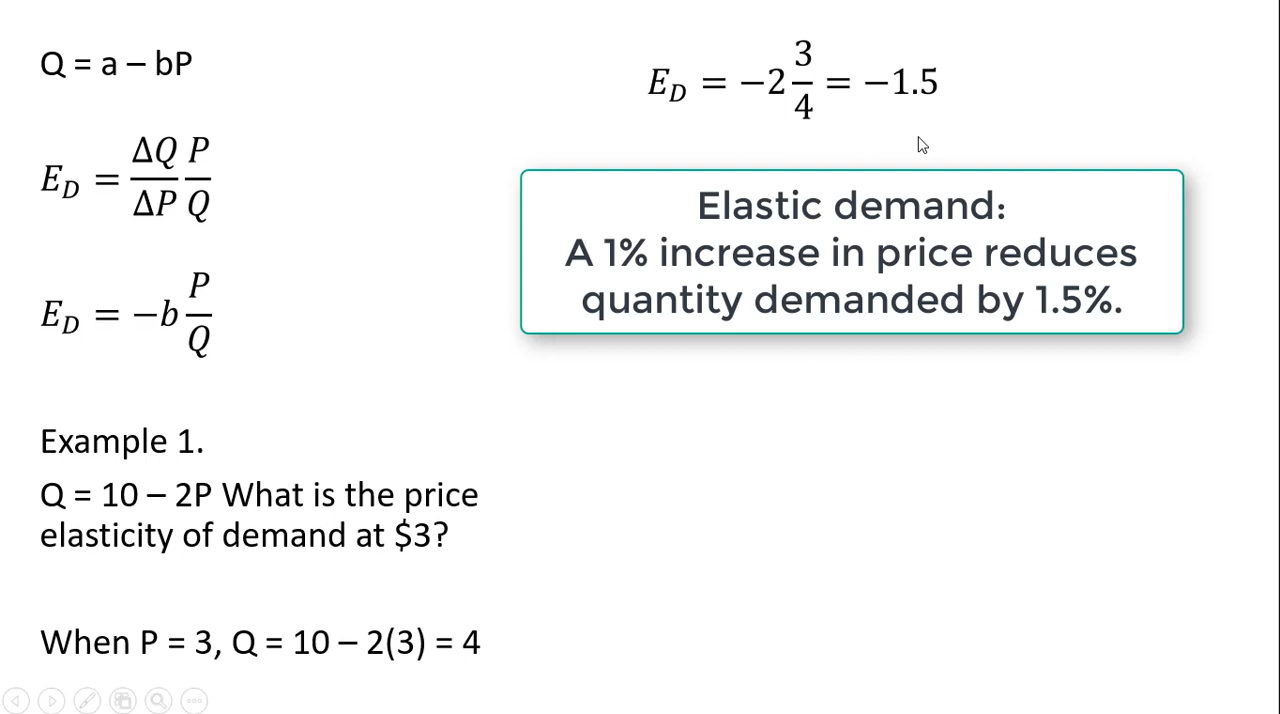 Q = a – bP
E_D = ΔQ/ΔP P/Q
E_D = −b P/Q
Example 1.
Q = 10 – 2P What is the price
elasticity of demand at $3?
When P = 3, Q = 10 – 2(3) = 4
E_D = −2 3/4 = −1.5
Elastic demand:
A 1% increase in price reduces
quantity demanded by 1.5%.